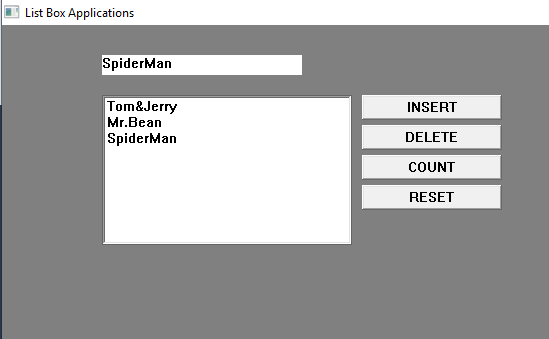 List Box Applications
SpiderMan
Tom&Jerry
Mr.Bean
SpiderMan
INSERT
DELETE
COUNT
RESET